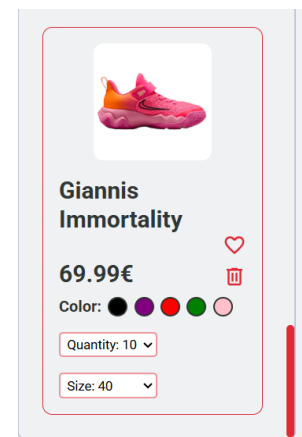 Giannis
Immortality
69.99€
Color:
Quantity: 10
Size: 40